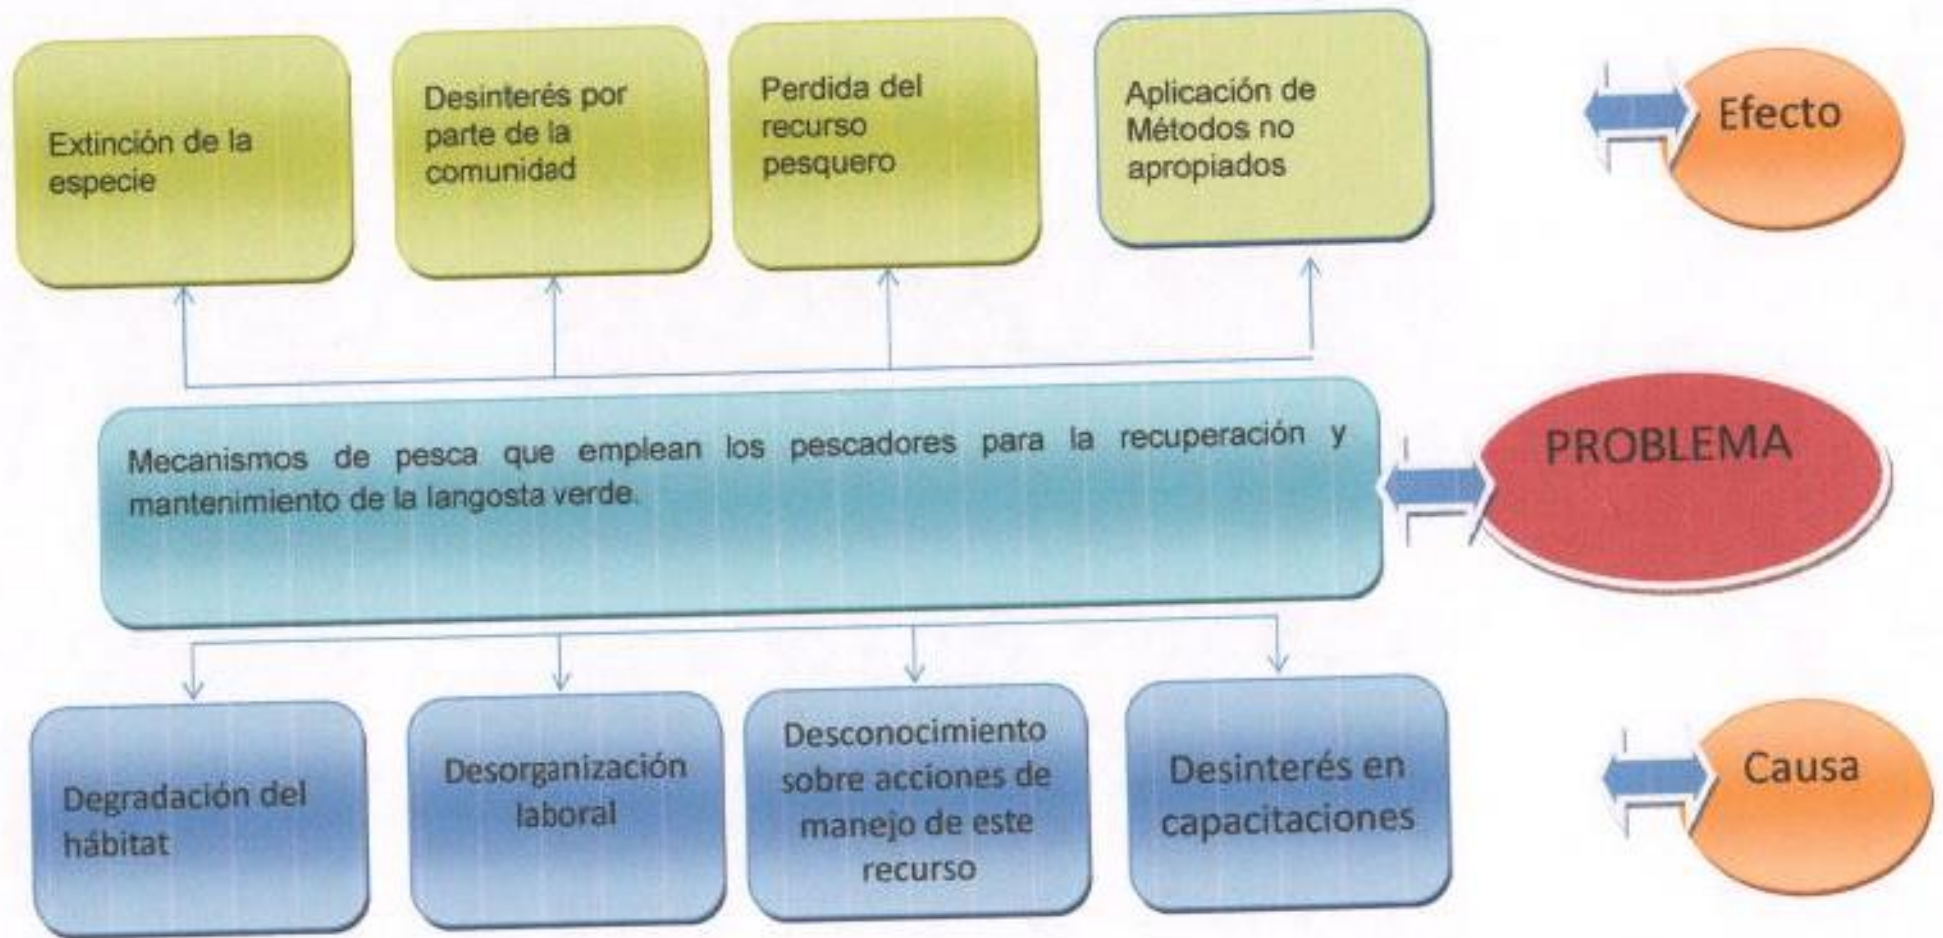 Extinción de la
especie
Desinterés por
parte de la
comunidad
Perdida del
recurso
pesquero
Aplicación de
Métodos no
apropiados
Efecto
Mecanismos de pesca que emplean los pescadores para la recuperación y
mantenimiento de la langosta verde.
PROBLEMA
Degradación del
hábitat
Desorganización
laboral
Desconocimiento
sobre acciones de
manejo de este
recurso
Desinterés en
capacitaciones
Causa